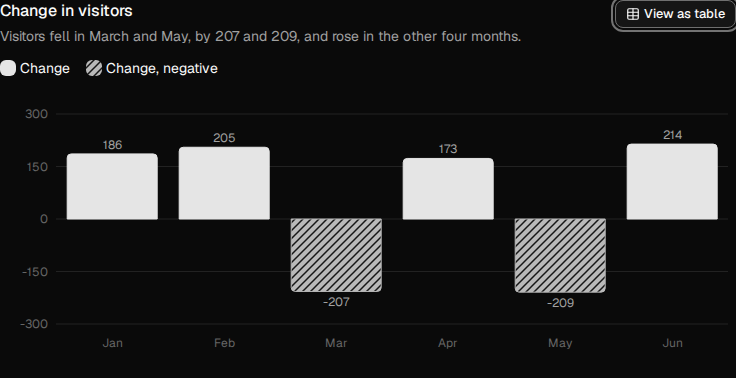 Change in visitors
View as table
Visitors fell in March and May, by 207 and 209, and rose in the other four months.
Change
Change, negative
300
150
0
-150
-300
186
205
-207
173
-209
214
Jan
Feb
Mar
Apr
May
Jun